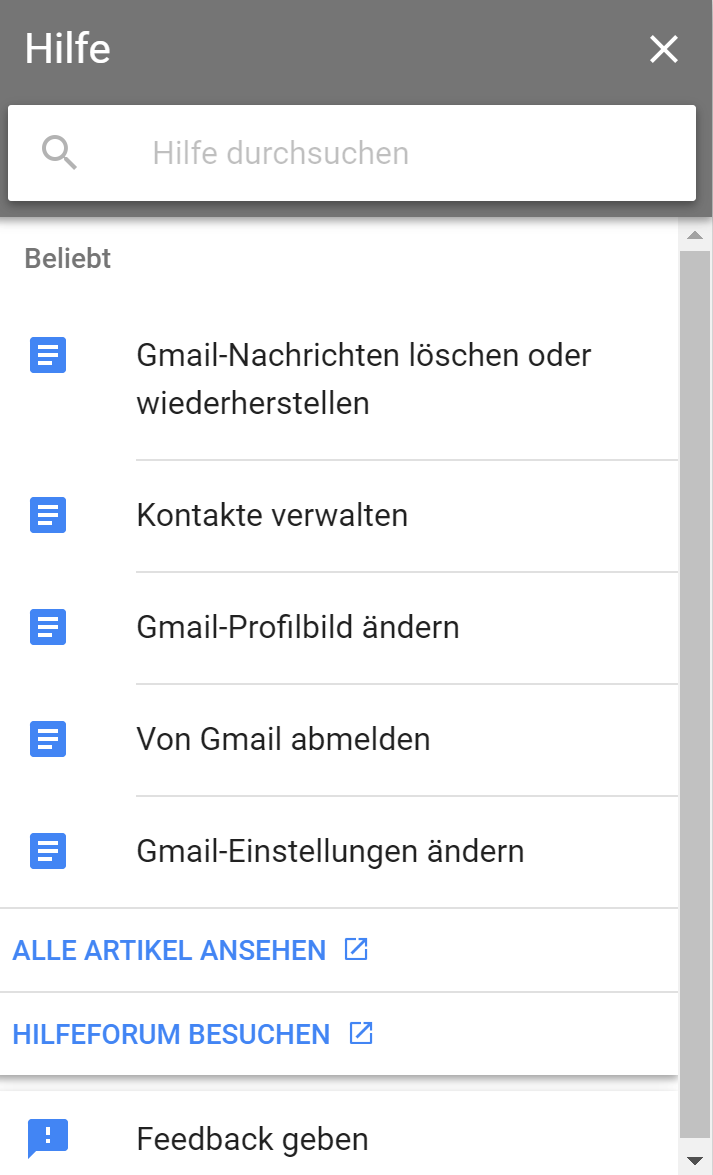 Hilfe
Hilfe durchsuchen
Beliebt
Gmail-Nachrichten löschen oder
wiederherstellen
Kontakte verwalten
Gmail-Profilbild ändern
Von Gmail abmelden
Gmail-Einstellungen ändern
ALLE ARTIKEL ANSEHEN
HILFEFORUM BESUCHEN
Feedback geben